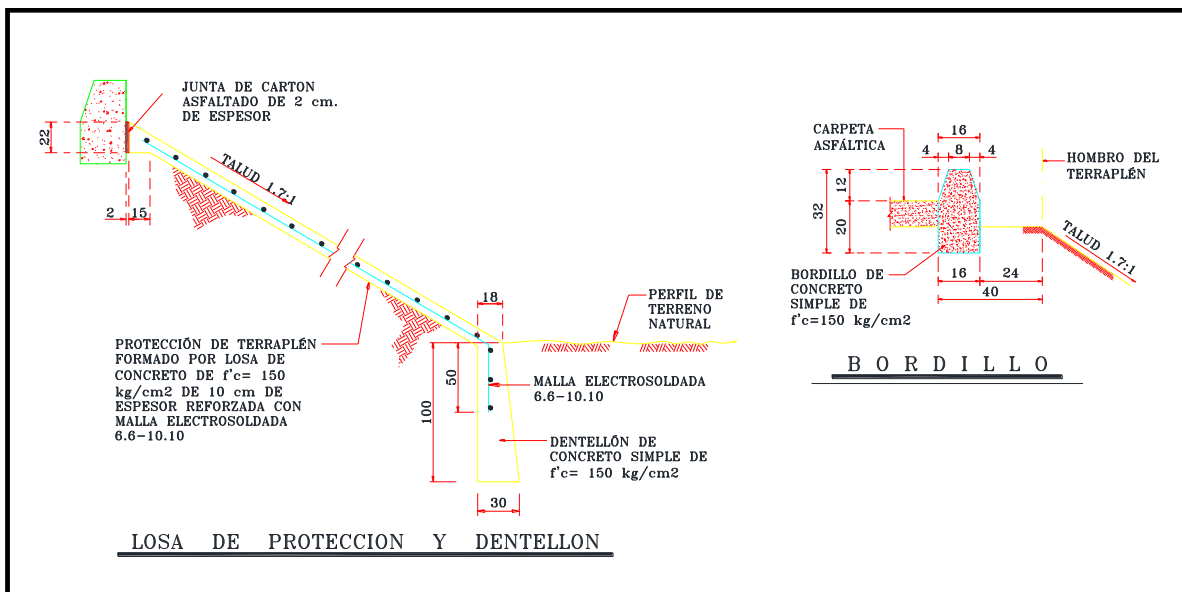 JUNTA DE CARTON
ASFALTADO DE 2 cm.
DE ESPESOR
22
TALUD 1.7:1
2
15
18
PERFIL DE
TERRENO
NATURAL
PROTECCIÓN DE TERRAPLÉN
FORMADO POR LOSA DE
CONCRETO DE f'c= 150
kg/cm2 DE 10 cm DE
ESPESOR REFORZADA CON
MALLA ELECTROSOLDADA
6.6-10.10
50
100
MALLA ELECTROSOLDADA
6.6-10.10
DENTELLÓN DE
CONCRETO SIMPLE DE
f'c= 150 kg/cm2
30
LOSA DE PROTECCION Y DENTELLON
16
CARPETA
ASFÁLTICA
4
8
4
HOMBRO DEL
TERRAPLÉN
12
32
20
TALUD 1.7:1
BORDILLO DE
CONCRETO
SIMPLE DE
f'c=150 kg/cm2
16
24
40
B O R D I L L O